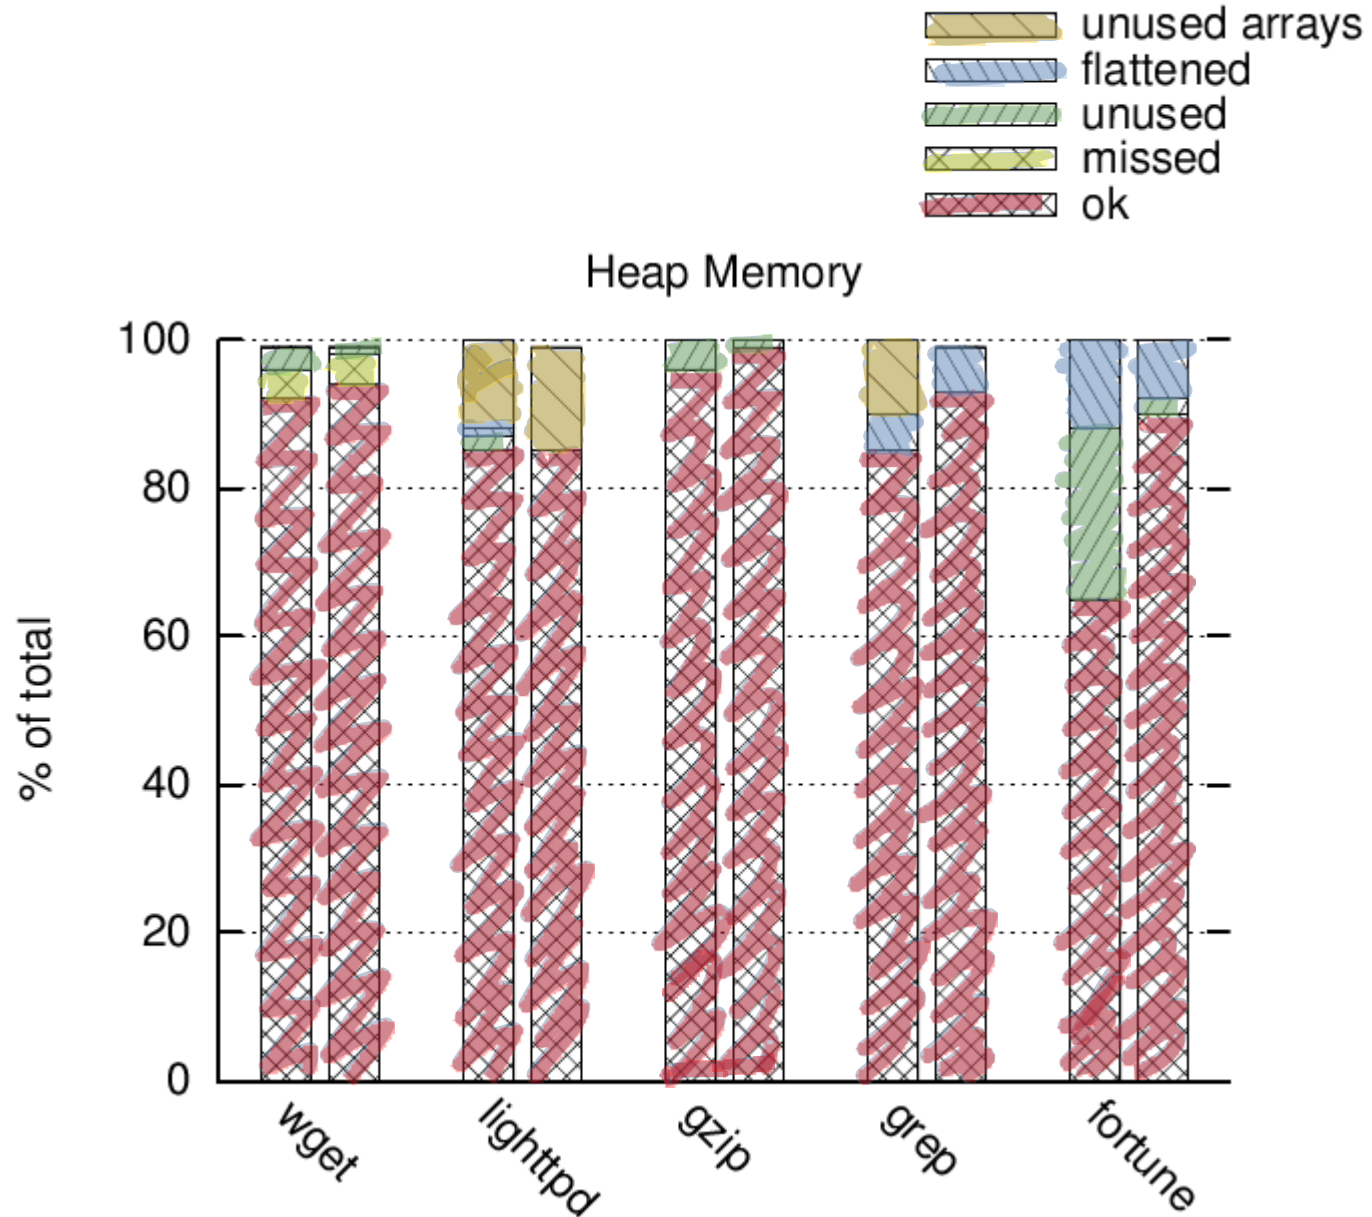 unused arrays
flattened
unused
missed
ok
Heap Memory
% of total
100
80
60
40
20
0
wget
lighttpd
gzip
grep
fortune